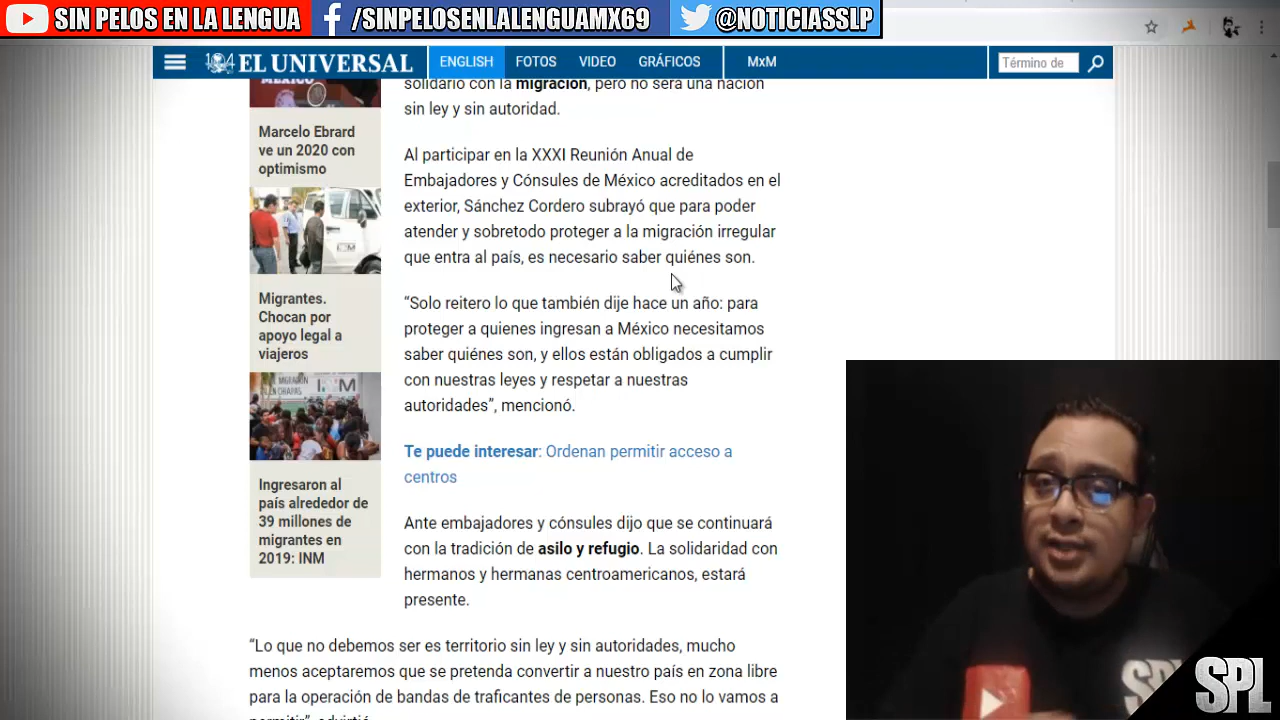 SIN PELOS EN LA LENGUA
/SINPELOSENLALENGUAMX69
@NOTICIASSLP
EL UNIVERSAL
ENGLISH
FOTOS
VIDEO
GRÁFICOS
MxM
Término de
MÉXICO
Marcelo Ebrard
ve un 2020 con
optimismo
Migrantes.
Chocan por
apoyo legal a
viajeros
Ingresaron al
país alrededor de
39 millones de
migrantes en
2019: INM
solidario con la migración, pero no será una nación
sin ley y sin autoridad.
Al participar en la XXXI Reunión Anual de
Embajadores y Cónsules de México acreditados en el
exterior, Sánchez Cordero subrayó que para poder
atender y sobretodo proteger a la migración irregular
que entra al país, es necesario saber quiénes son.
“Solo reitero lo que también dije hace un año: para
proteger a quienes ingresan a México necesitamos
saber quiénes son, y ellos están obligados a cumplir
con nuestras leyes y respetar a nuestras
autoridades”, mencionó.
Te puede interesar: Ordenan permitir acceso a
centros
Ante embajadores y cónsules dijo que se continuará
con la tradición de asilo y refugio. La solidaridad con
hermanos y hermanas centroamericanos, estará
presente.
“Lo que no debemos ser es territorio sin ley y sin autoridades, mucho
menos aceptaremos que se pretenda convertir a nuestro país en zona libre
para la operación de bandas de traficantes de personas. Eso no lo vamos a
permitir”, advirtió
SPL
SPL